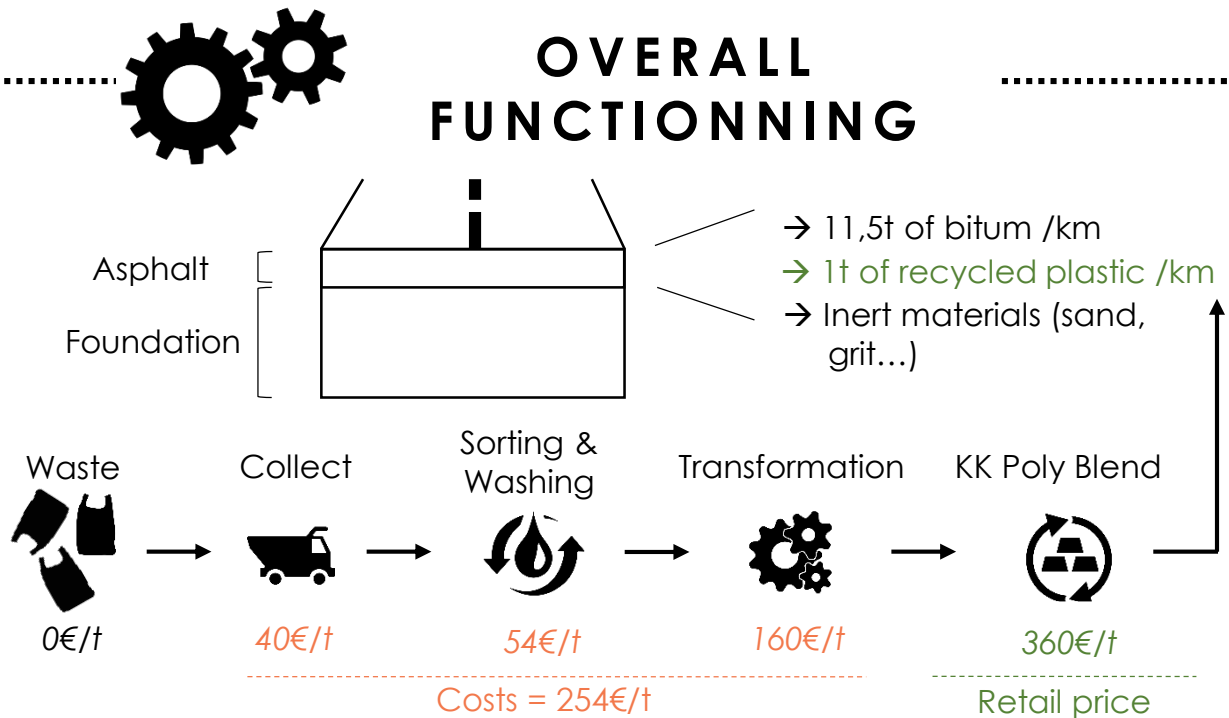 OVERALL
FUNCTIONNING
Asphalt
Foundation
→ 11,5t of bitum /km
→ 1t of recycled plastic /km
→ Inert materials (sand,
grit…)
Waste
Collect
Sorting &
Washing
Transformation
KK Poly Blend
0€/t
40€/t
54€/t
160€/t
360€/t
Costs = 254€/t
Retail price